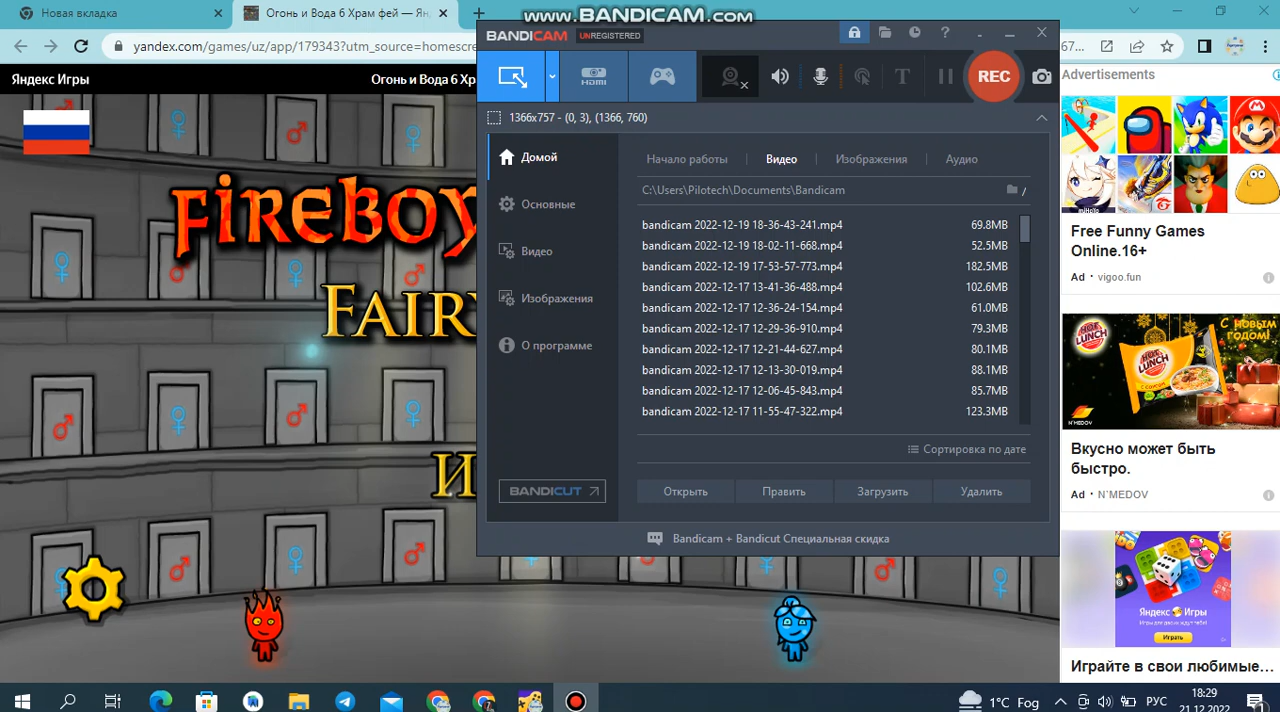 www.BANDICAM.com
Новая вкладка
Огонь и Вода 6 Храм фей — Ян
yandex.com/games/uz/app/179343?utm_source=homescre
67...
Яндекс Игры
Огонь и Вода 6 Хр
BANDICAM UNREGISTERED
HDMI
REC
1366x757 - (0, 3), (1366, 760)
Домой
Основные
Видео
Изображения
О программе
BANDICUT
Начало работы
Видео
Изображения
Аудио
C:\Users\Pilotech\Documents\Bandicam
bandicam 2022-12-19 18-36-43-241.mp4 69.8MB
bandicam 2022-12-19 18-02-11-668.mp4 52.5MB
bandicam 2022-12-19 17-53-57-773.mp4 182.5MB
bandicam 2022-12-17 13-41-36-488.mp4 102.6MB
bandicam 2022-12-17 12-36-24-154.mp4 61.0MB
bandicam 2022-12-17 12-29-36-910.mp4 79.3MB
bandicam 2022-12-17 12-21-44-627.mp4 80.1MB
bandicam 2022-12-17 12-13-30-019.mp4 88.1MB
bandicam 2022-12-17 12-06-45-843.mp4 85.7MB
bandicam 2022-12-17 11-55-47-322.mp4 123.3MB
Сортировка по дате
Открыть
Править
Загрузить
Удалить
Bandicam + Bandicut Специальная скидка
FIREBOY
FAIRY
И
Advertisements
Free Funny Games
Online.16+
Ad • vigoo.fun
HOT LUNCH
С НОВЫМ
ГОДОМ!
HOT LUNCH
N'MEDOV
Вкусно может быть
быстро.
Ad • N`MEDOV
Яндекс Игры
Играть
Играйте в свои любимые...
1°C Fog
РУС
18:29
21.12.2022